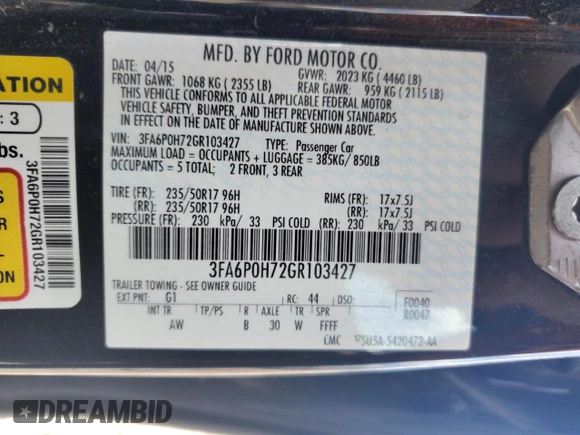 ATION
: 3
bs.
S
R
-
ION
3FA6P0H72GR103427
MFD. BY FORD MOTOR CO.
DATE: 04/15 GVWR: 2023 KG ( 4460 LB)
FRONT GAWR: 1068 KG ( 2355 LB) REAR GAWR: 959 KG ( 2115 LB)
THIS VEHICLE CONFORMS TO ALL APPLICABLE FEDERAL MOTOR
VEHICLE SAFETY, BUMPER, AND THEFT PREVENTION STANDARDS
IN EFFECT ON THE DATE OF MANUFACTURE SHOWN ABOVE.
VIN: 3FA6P0H72GR103427 TYPE: Passenger Car
MAXIMUM LOAD = OCCUPANTS + LUGGAGE = 385KG/ 850LB
OCCUPANTS = 5 TOTAL; 2 FRONT, 3 REAR
TIRE (FR): 235/50R17 96H RIMS (FR): 17x7.5J
(RR): 235/50R17 96H (RR): 17x7.5J
PRESSURE (FR): 230 kPa/ 33 PSI COLD (RR): 230 kPa/ 33 PSI COLD
3FA6P0H72GR103427
TRAILER TOWING - SEE OWNER GUIDE
EXT PNT: G1 RC: 44 DSO: F0040
R0047
INT TR TP/PS R AXLE TR SPR
AW B 30 W FFFF
CMC 5U5A-5420472-AA
DREAMBID